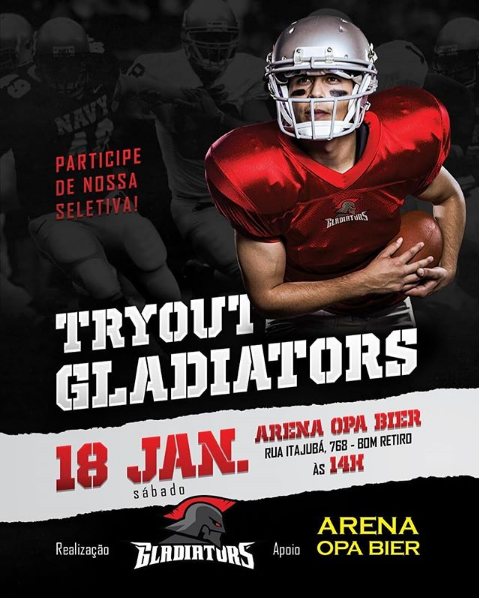 NAVY
PARTICIPE
DE NOSSA
SELETIVA!
GLADIATORS
TRYOUT
GLADIATORS
18 JAN.
sábado
ARENA OPA BIER
RUA ITAJUBÁ, 768 - BOM RETIRO
ÀS 14H
Realização
GLADIATORS
Apoio
ARENA
OPA BIER